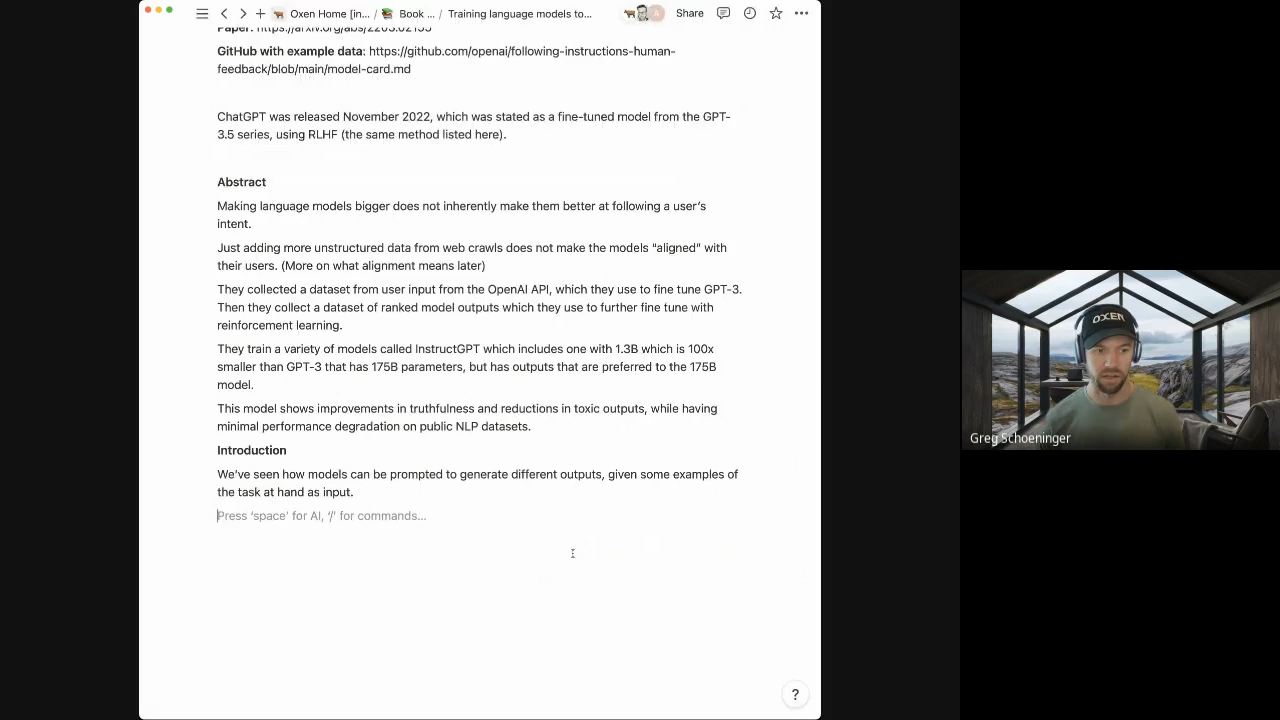 Oxen Home [in... / Book ... / Training language models to... Share
Paper: https://arxiv.org/abs/2203.02155
GitHub with example data: https://github.com/openai/following-instructions-human-
feedback/blob/main/model-card.md
ChatGPT was released November 2022, which was stated as a fine-tuned model from the GPT-
3.5 series, using RLHF (the same method listed here).
Abstract
Making language models bigger does not inherently make them better at following a user's
intent.
Just adding more unstructured data from web crawls does not make the models “aligned” with
their users. (More on what alignment means later)
They collected a dataset from user input from the OpenAI API, which they use to fine tune GPT-3.
Then they collect a dataset of ranked model outputs which they use to further fine tune with
reinforcement learning.
They train a variety of models called InstructGPT which includes one with 1.3B which is 100x
smaller than GPT-3 that has 175B parameters, but has outputs that are preferred to the 175B
model.
This model shows improvements in truthfulness and reductions in toxic outputs, while having
minimal performance degradation on public NLP datasets.
Introduction
We've seen how models can be prompted to generate different outputs, given some examples of
the task at hand as input.
Press ‘space’ for AI, ‘/’ for commands...
?
OXEN
Greg Schoeninger